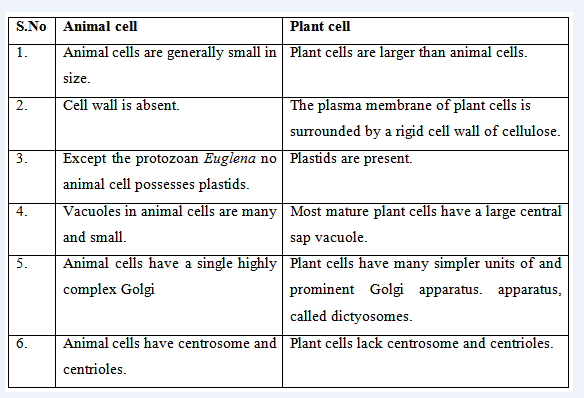 S.No Animal cell Plant cell
1. Animal cells are generally small in Plant cells are larger than animal cells.
size.
2. Cell wall is absent. The plasma membrane of plant cells is
surrounded by a rigid cell wall of cellulose.
3. Except the protozoan Euglena no Plastids are present.
animal cell possesses plastids.
4. Vacuoles in animal cells are many Most mature plant cells have a large central
and small. sap vacuole.
5. Animal cells have a single highly Plant cells have many simpler units of and
complex Golgi prominent Golgi apparatus. apparatus,
called dictyosomes.
6. Animal cells have centrosome and Plant cells lack centrosome and centrioles.
centrioles.